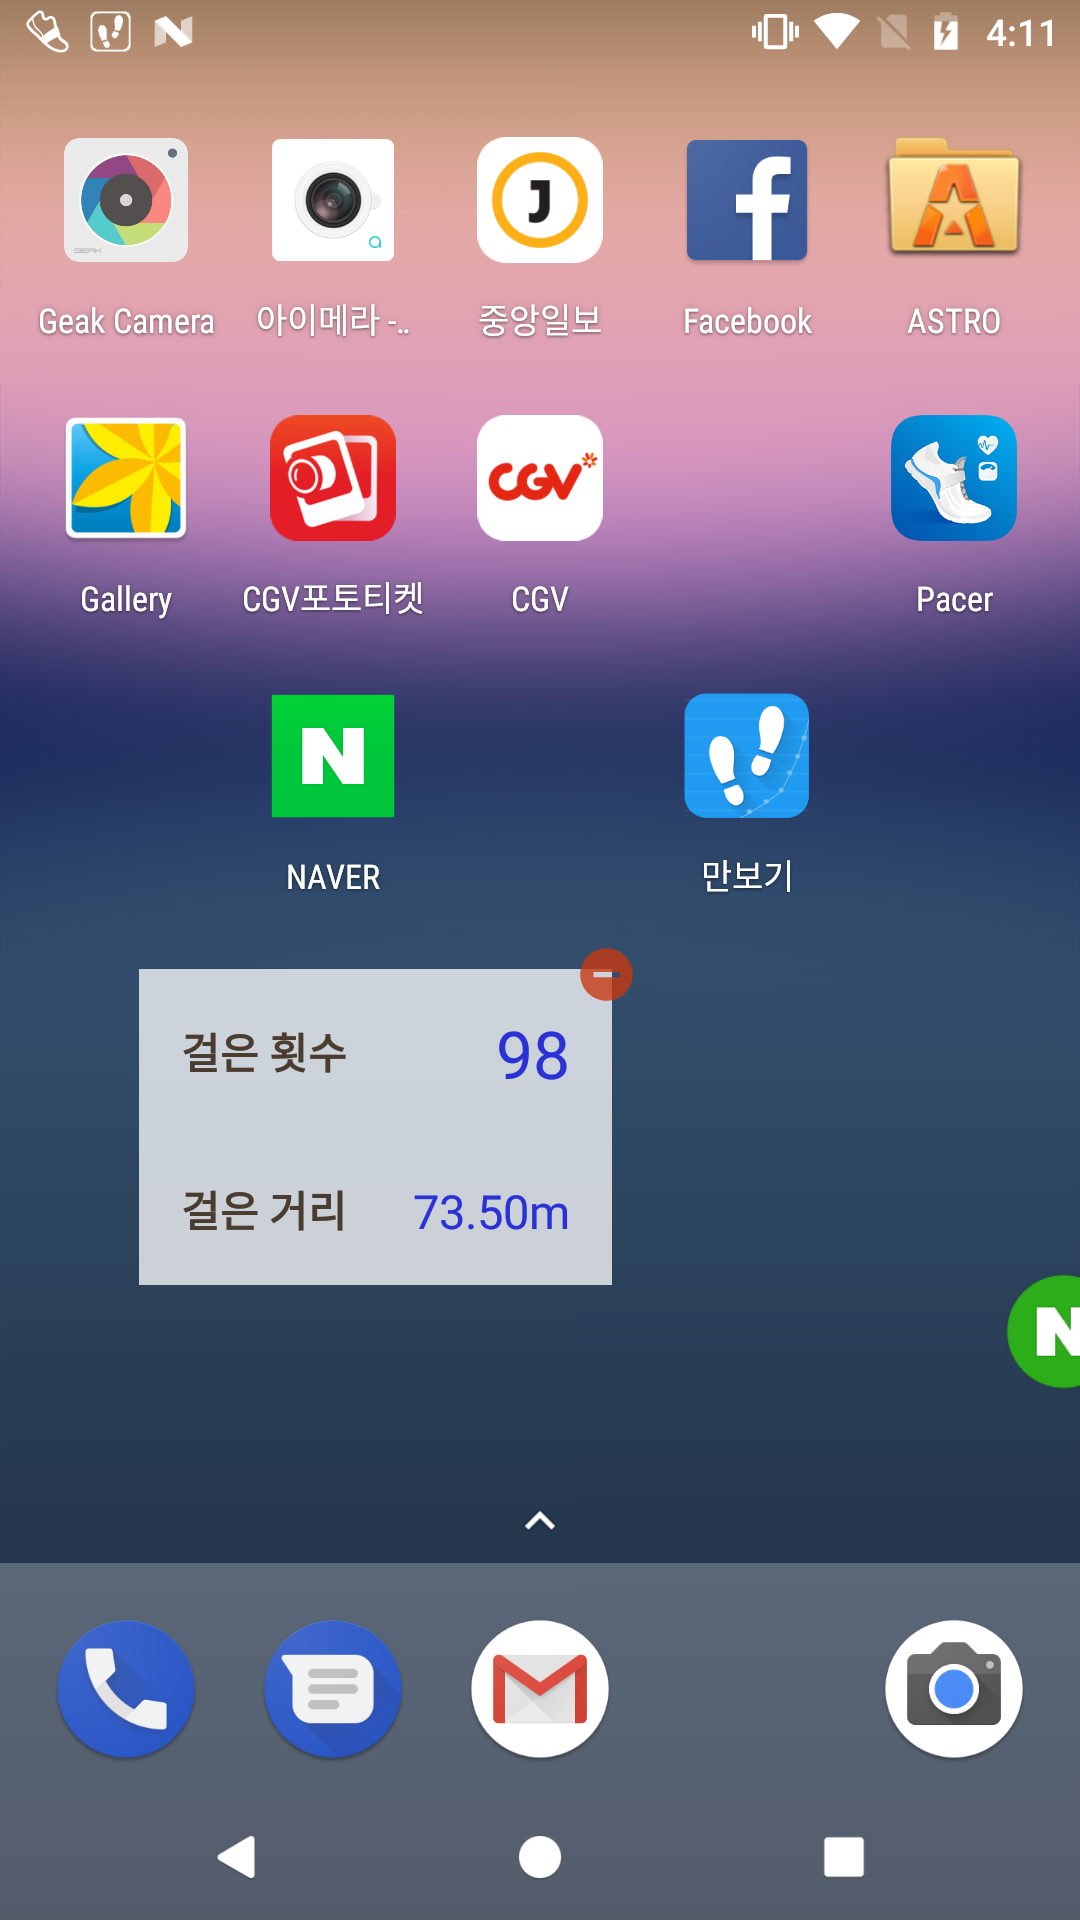 4:11
GEAK
J
f
Geak Camera
아이메라 -..
중앙일보
Facebook
ASTRO
CGV
Gallery
CGV포토티켓
CGV
Pacer
N
NAVER
만보기
걸은 횟수 98
걸은 거리 73.50m
N